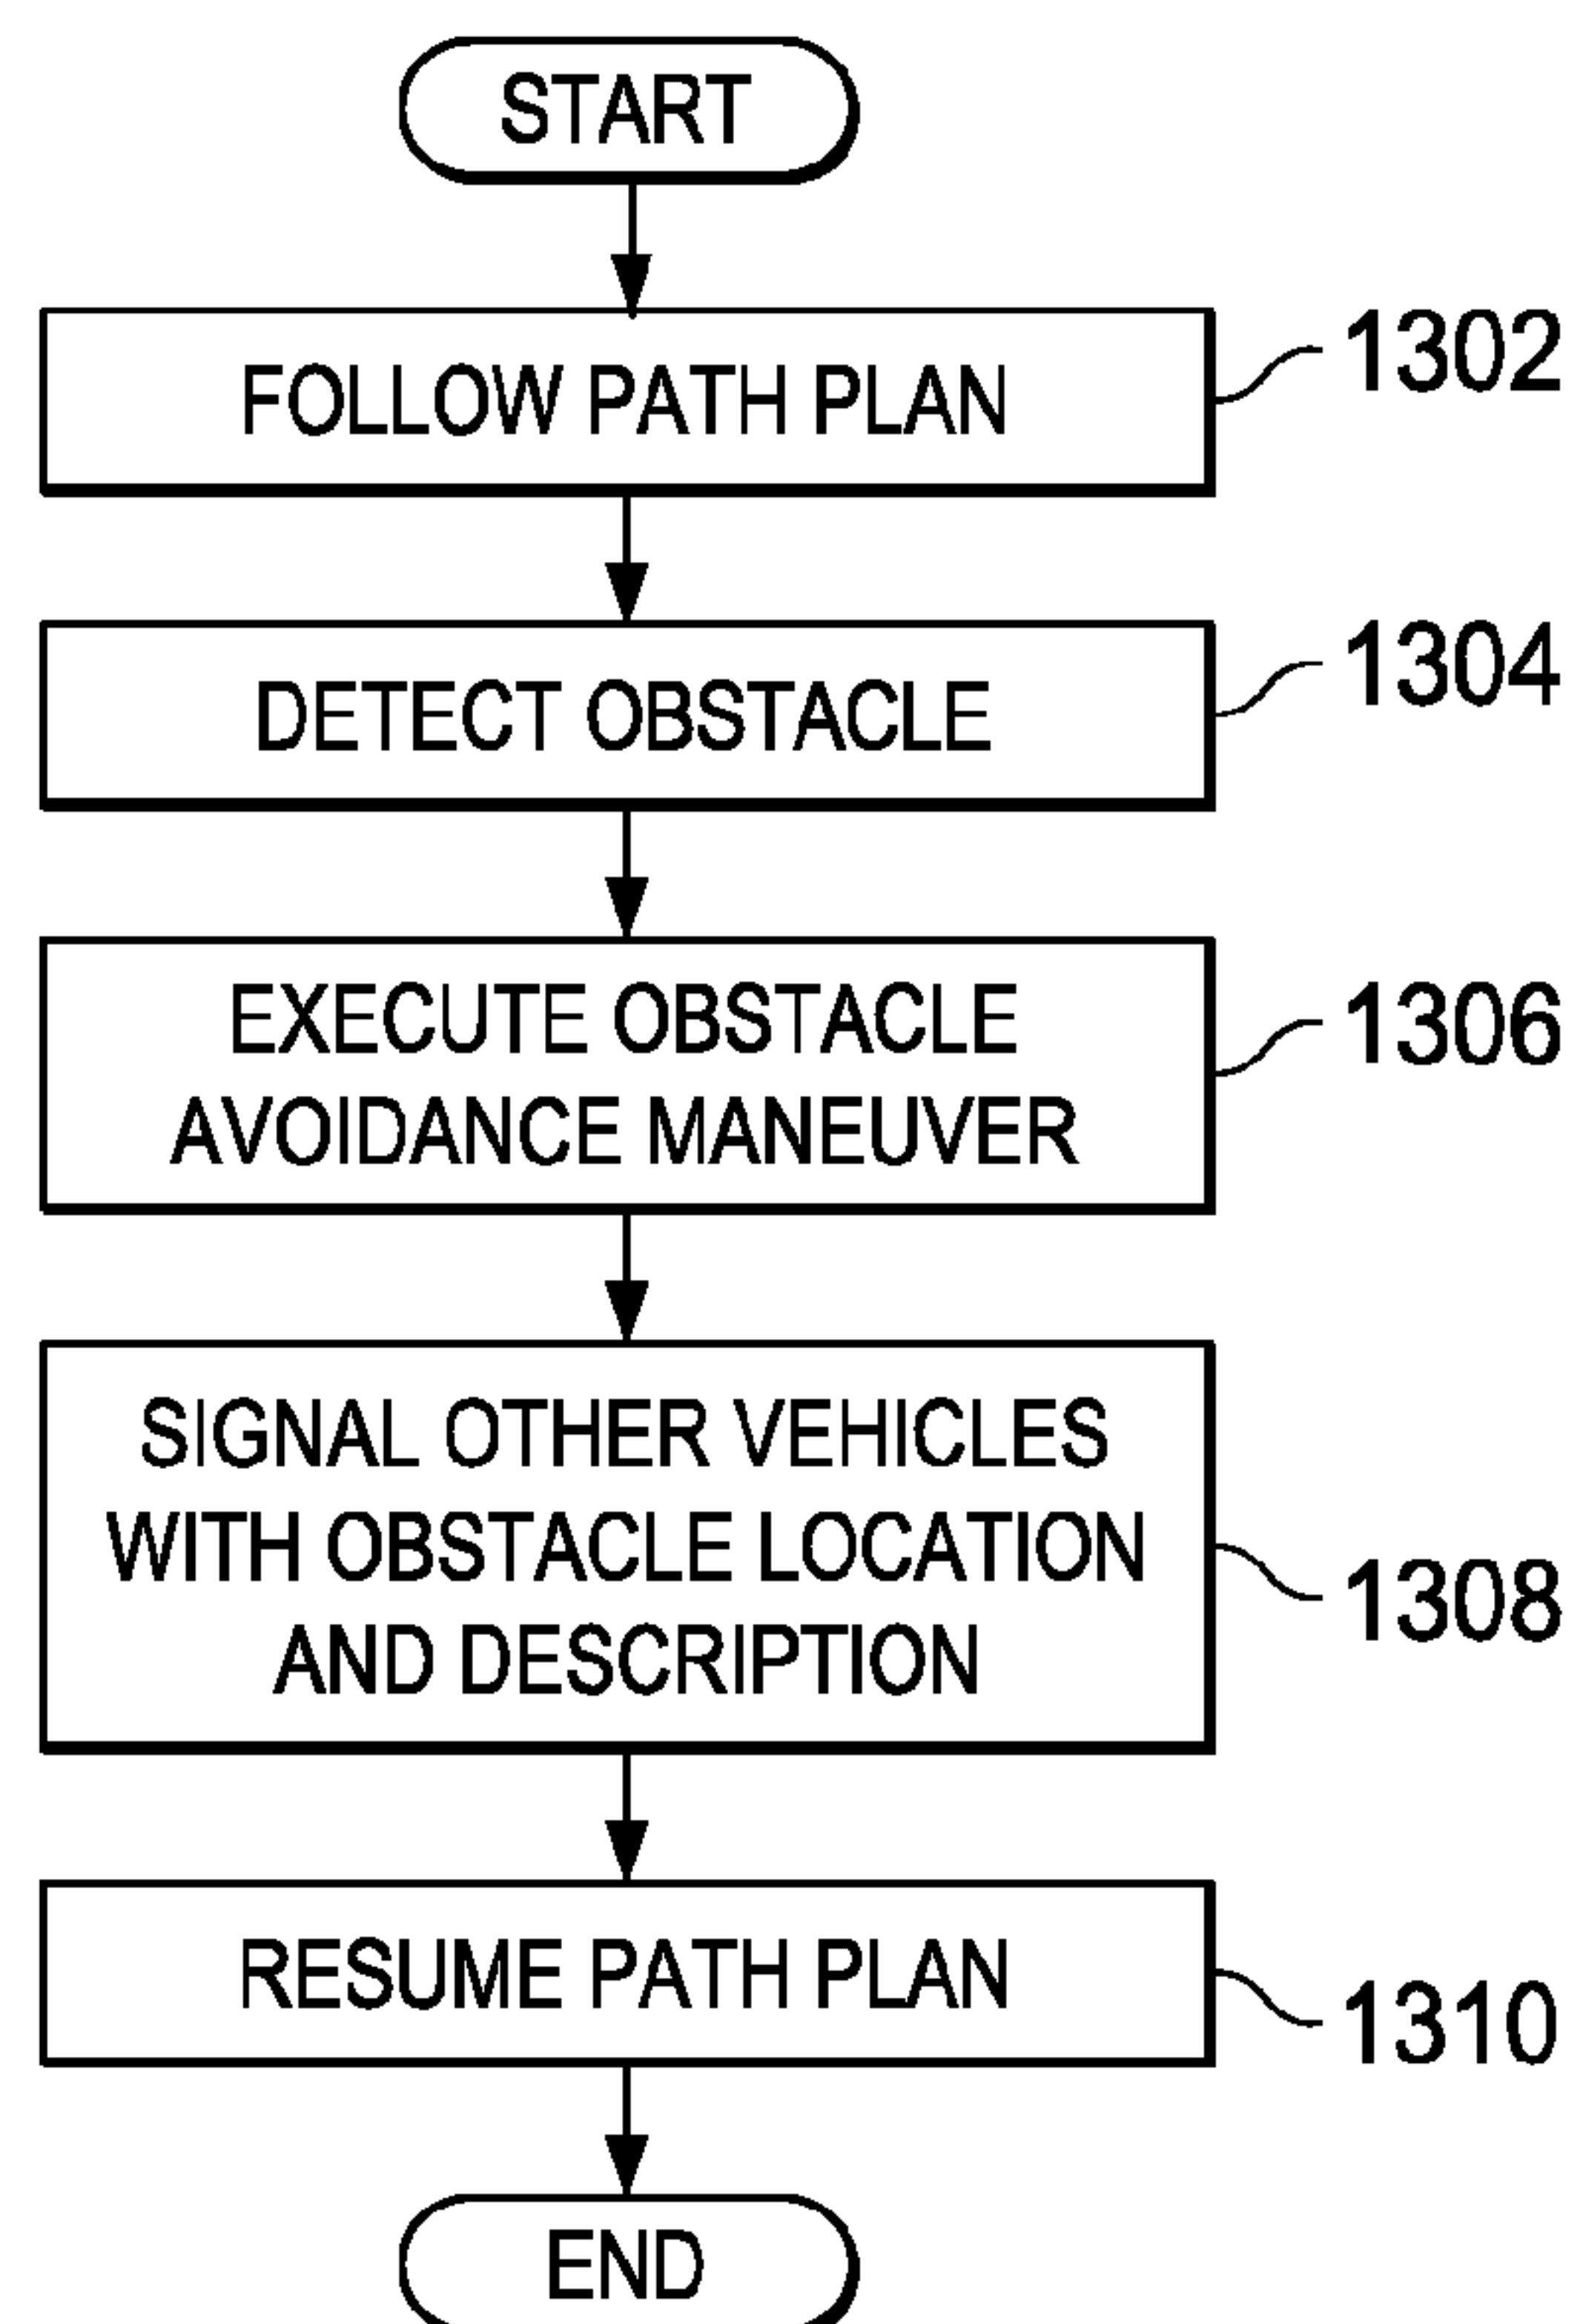 START
FOLLOW PATH PLAN
1302
DETECT OBSTACLE
1304
EXECUTE OBSTACLE
AVOIDANCE MANEUVER
1306
SIGNAL OTHER VEHICLES
WITH OBSTACLE LOCATION
AND DESCRIPTION
1308
RESUME PATH PLAN
1310
END